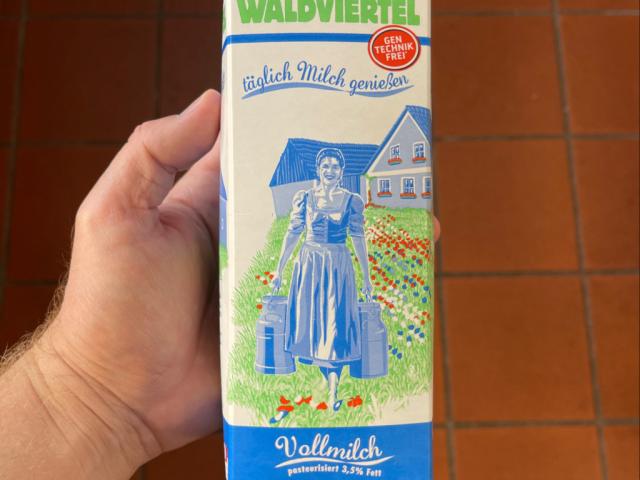 WALDVIERTEL
GEN
TECHNIK
FREI
täglich Milch genießen
Vollmilch
pasteurisiert 3,5% Fett